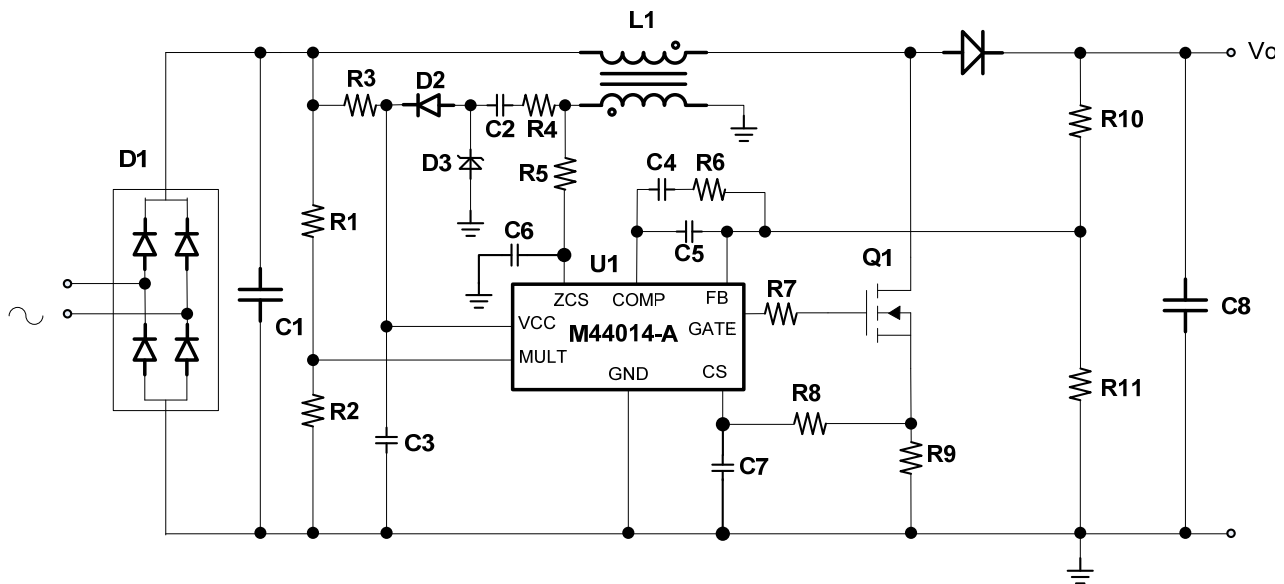 L1
Vo
R3
D2
C2
R4
R10
D1
D3
R5
C4
R6
R1
C6
C5
U1
Q1
ZCS
COMP
FB
R7
C1
VCC
M44014-A
GATE
C8
MULT
GND
CS
R2
R8
R11
C3
C7
R9